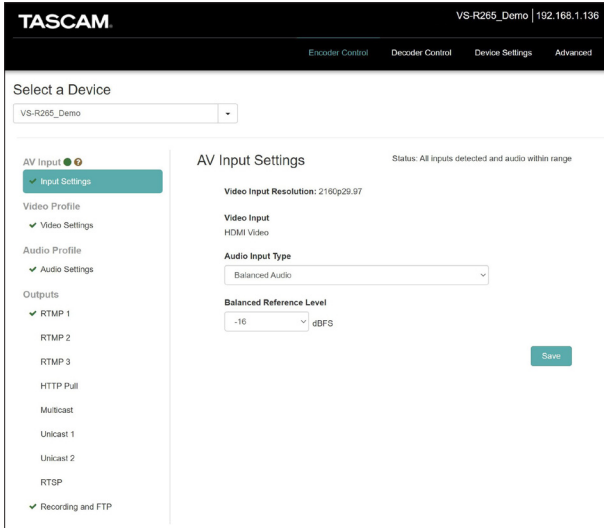 TASCAM.
VS-R265_Demo | 192.168.1.136
Encoder Control Decoder Control Device Settings Advanced
Select a Device
VS-R265_Demo
AV Input
Input Settings
Video Profile
Video Settings
Audio Profile
Audio Settings
Outputs
RTMP 1
RTMP 2
RTMP 3
HTTP Pull
Multicast
Unicast 1
Unicast 2
RTSP
Recording and FTP
AV Input Settings
Status: All inputs detected and audio within range
Video Input Resolution: 2160p29.97
Video Input
HDMI Video
Audio Input Type
Balanced Audio
Balanced Reference Level
-16 dBFS
Save